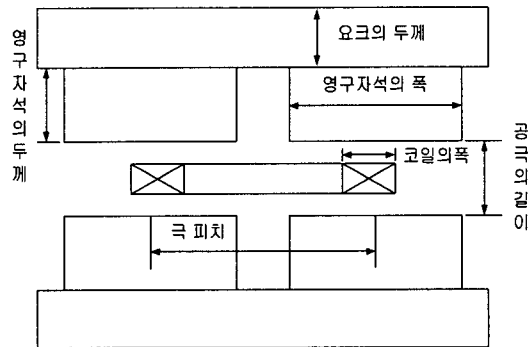 요크의 두께
영구자석의 두께
영구자석의 폭
코일의폭
공극의길이
극 피치